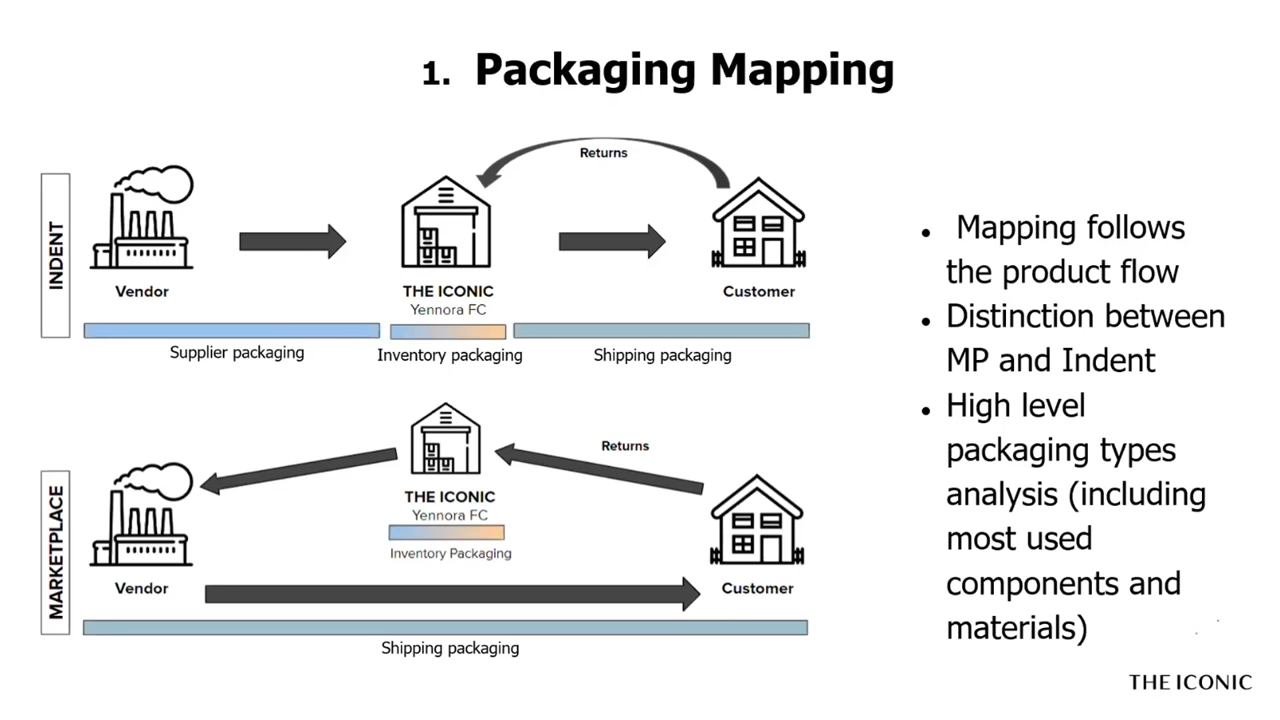 1. Packaging Mapping
INDENT
Returns
Vendor
THE ICONIC
Yennora FC
Customer
Supplier packaging
Inventory packaging
Shipping packaging
MARKETPLACE
Returns
THE ICONIC
Yennora FC
Inventory Packaging
Vendor
Customer
Shipping packaging
• Mapping follows
the product flow
• Distinction between
MP and Indent
• High level
packaging types
analysis (including
most used
components and
materials)
THE ICONIC